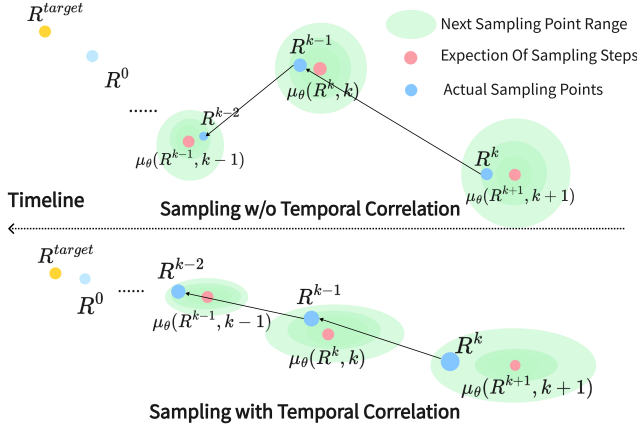 R^{target}
R^0
......
R^{k-2}
μ_θ(R^{k-1}, k-1)
R^{k-1}
μ_θ(R^k, k)
Next Sampling Point Range
Expection Of Sampling Steps
Actual Sampling Points
R^k
μ_θ(R^{k+1}, k+1)
Timeline
Sampling w/o Temporal Correlation
R^{target}
R^0
......
R^{k-2}
μ_θ(R^{k-1}, k-1)
R^{k-1}
μ_θ(R^k, k)
R^k
μ_θ(R^{k+1}, k+1)
Sampling with Temporal Correlation